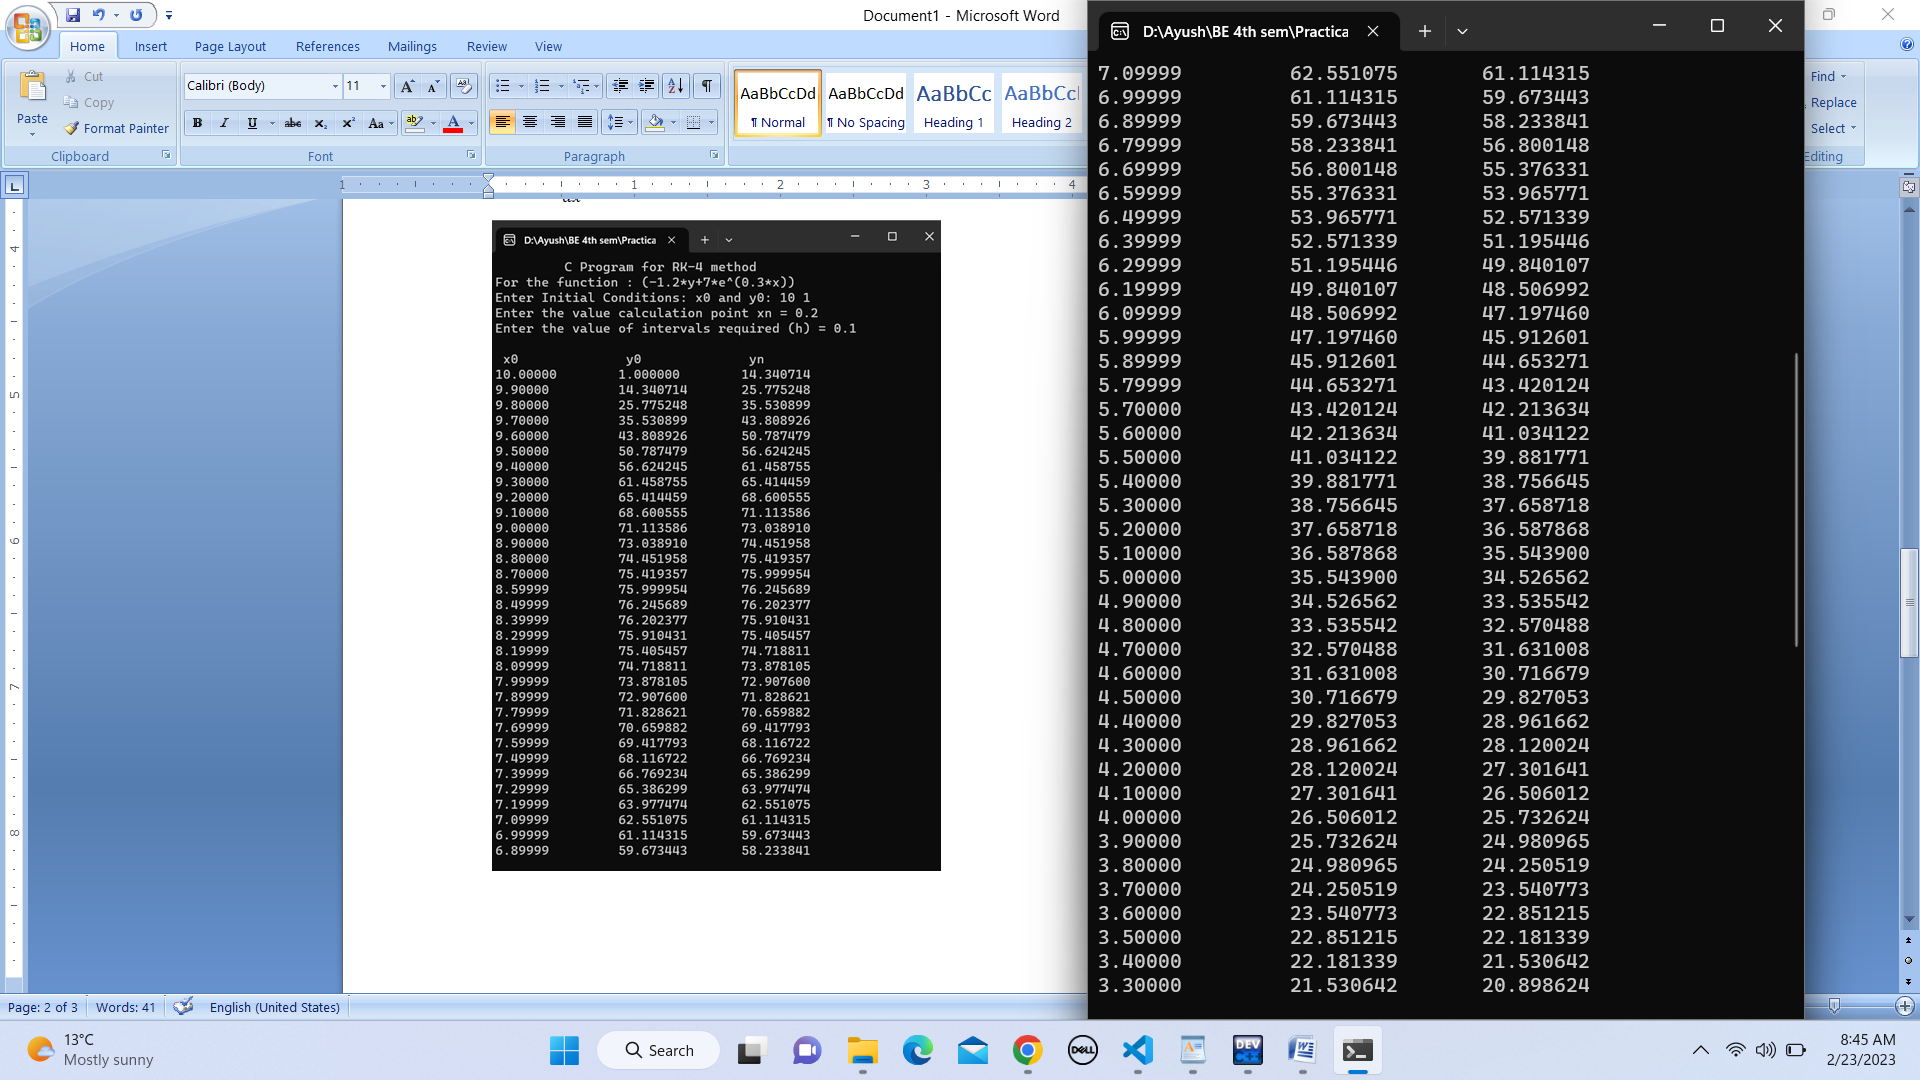 Document1 - Microsoft Word
Home Insert Page Layout References Mailings Review View
Paste
Cut
Copy
Format Painter
Clipboard
Calibri (Body) 11
Font
Paragraph
AaBbCcDd AaBbCcDd AaBbCc AaBbCcI
¶ Normal ¶ No Spacing Heading 1 Heading 2
Find
Replace
Select
Editing
D:\Ayush\BE 4th sem\Practica
C Program for RK-4 method
For the function : (-1.2*y+7*e^(0.3*x))
Enter Initial Conditions: x0 and y0: 10 1
Enter the value calculation point xn = 0.2
Enter the value of intervals required (h) = 0.1
x0 y0 yn
10.00000 1.000000 14.340714
9.90000 14.340714 25.775248
9.80000 25.775248 35.530899
9.70000 35.530899 43.808926
9.60000 43.808926 50.787479
9.50000 50.787479 56.624245
9.40000 56.624245 61.458755
9.30000 61.458755 65.414459
9.20000 65.414459 68.600555
9.10000 68.600555 71.113586
9.00000 71.113586 73.038910
8.90000 73.038910 74.451958
8.80000 74.451958 75.419357
8.70000 75.419357 75.999954
8.59999 75.999954 76.245689
8.49999 76.245689 76.202377
8.39999 76.202377 75.910431
8.29999 75.910431 75.405457
8.19999 75.405457 74.718811
8.09999 74.718811 73.878105
7.99999 73.878105 72.907600
7.89999 72.907600 71.828621
7.79999 71.828621 70.659882
7.69999 70.659882 69.417793
7.59999 69.417793 68.116722
7.49999 68.116722 66.769234
7.39999 66.769234 65.386299
7.29999 65.386299 63.977474
7.19999 63.977474 62.551075
7.09999 62.551075 61.114315
6.99999 61.114315 59.673443
6.89999 59.673443 58.233841
D:\Ayush\BE 4th sem\Practica
7.09999 62.551075 61.114315
6.99999 61.114315 59.673443
6.89999 59.673443 58.233841
6.79999 58.233841 56.800148
6.69999 56.800148 55.376331
6.59999 55.376331 53.965771
6.49999 53.965771 52.571339
6.39999 52.571339 51.195446
6.29999 51.195446 49.840107
6.19999 49.840107 48.506992
6.09999 48.506992 47.197460
5.99999 47.197460 45.912601
5.89999 45.912601 44.653271
5.79999 44.653271 43.420124
5.70000 43.420124 42.213634
5.60000 42.213634 41.034122
5.50000 41.034122 39.881771
5.40000 39.881771 38.756645
5.30000 38.756645 37.658718
5.20000 37.658718 36.587868
5.10000 36.587868 35.543900
5.00000 35.543900 34.526562
4.90000 34.526562 33.535542
4.80000 33.535542 32.570488
4.70000 32.570488 31.631008
4.60000 31.631008 30.716679
4.50000 30.716679 29.827053
4.40000 29.827053 28.961662
4.30000 28.961662 28.120024
4.20000 28.120024 27.301641
4.10000 27.301641 26.506012
4.00000 26.506012 25.732624
3.90000 25.732624 24.980965
3.80000 24.980965 24.250519
3.70000 24.250519 23.540773
3.60000 23.540773 22.851215
3.50000 22.851215 22.181339
3.40000 22.181339 21.530642
3.30000 21.530642 20.898624
Page: 2 of 3 Words: 41 English (United States)
13°C
Mostly sunny
Search
DELL
DEV
C++
8:45 AM
2/23/2023